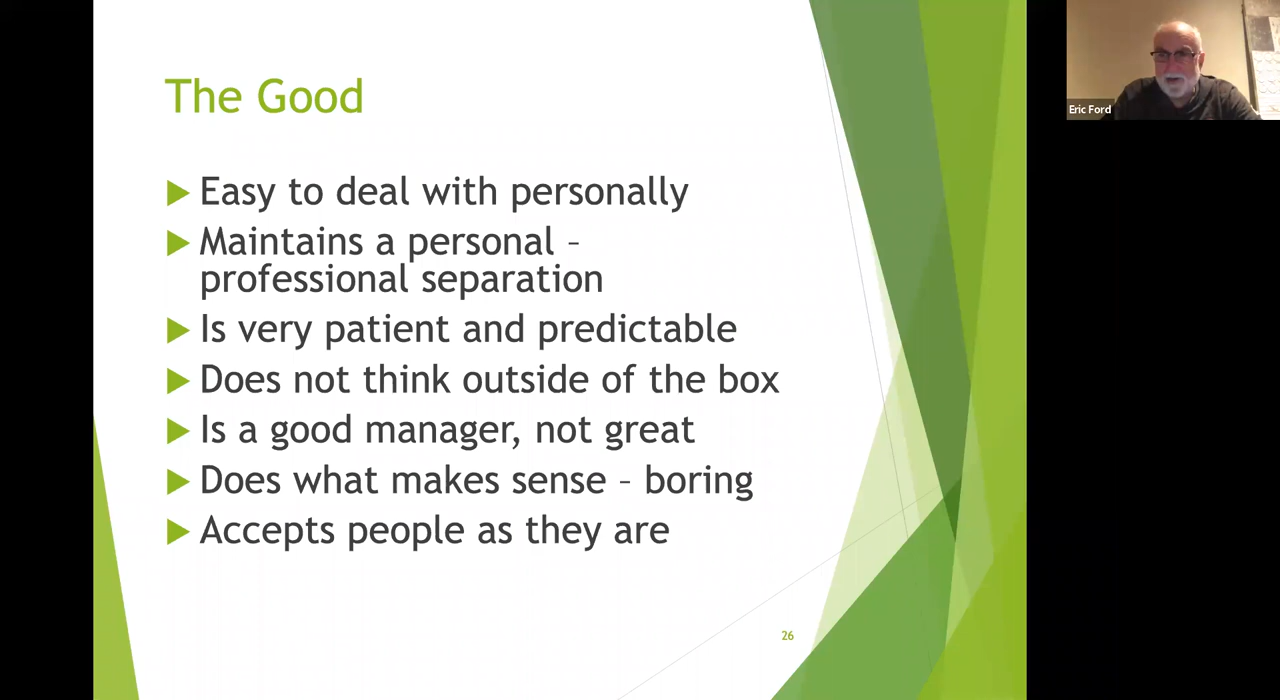 The Good
Easy to deal with personally
Maintains a personal –
professional separation
Is very patient and predictable
Does not think outside of the box
Is a good manager, not great
Does what makes sense – boring
Accepts people as they are
26
Eric Ford